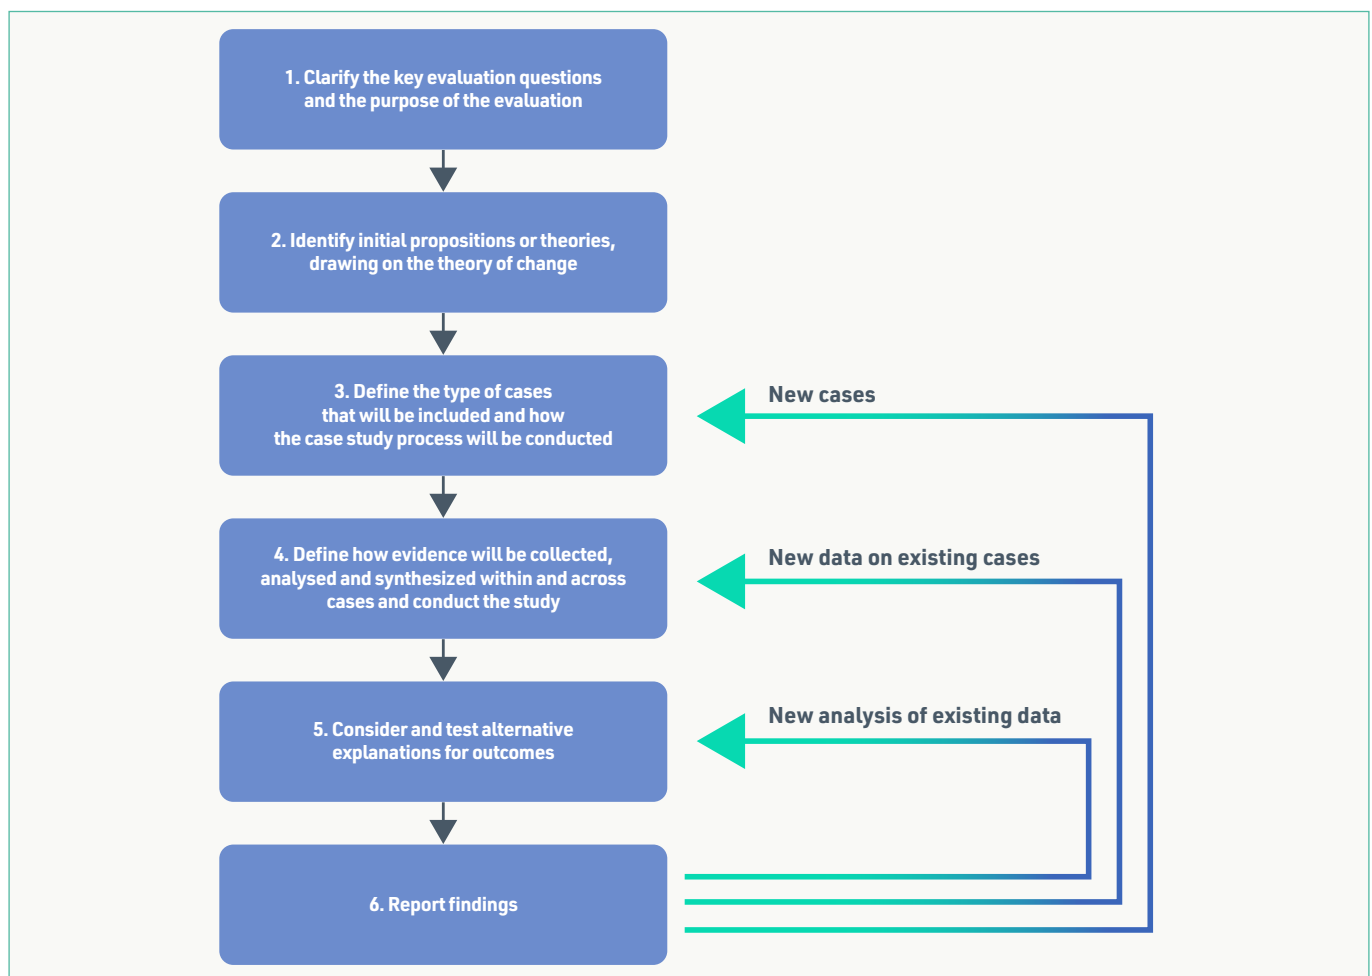 1. Clarify the key evaluation questions
and the purpose of the evaluation
2. Identify initial propositions or theories,
drawing on the theory of change
3. Define the type of cases
that will be included and how
the case study process will be conducted
New cases
4. Define how evidence will be collected,
analysed and synthesized within and across
cases and conduct the study
New data on existing cases
5. Consider and test alternative
explanations for outcomes
New analysis of existing data
6. Report findings